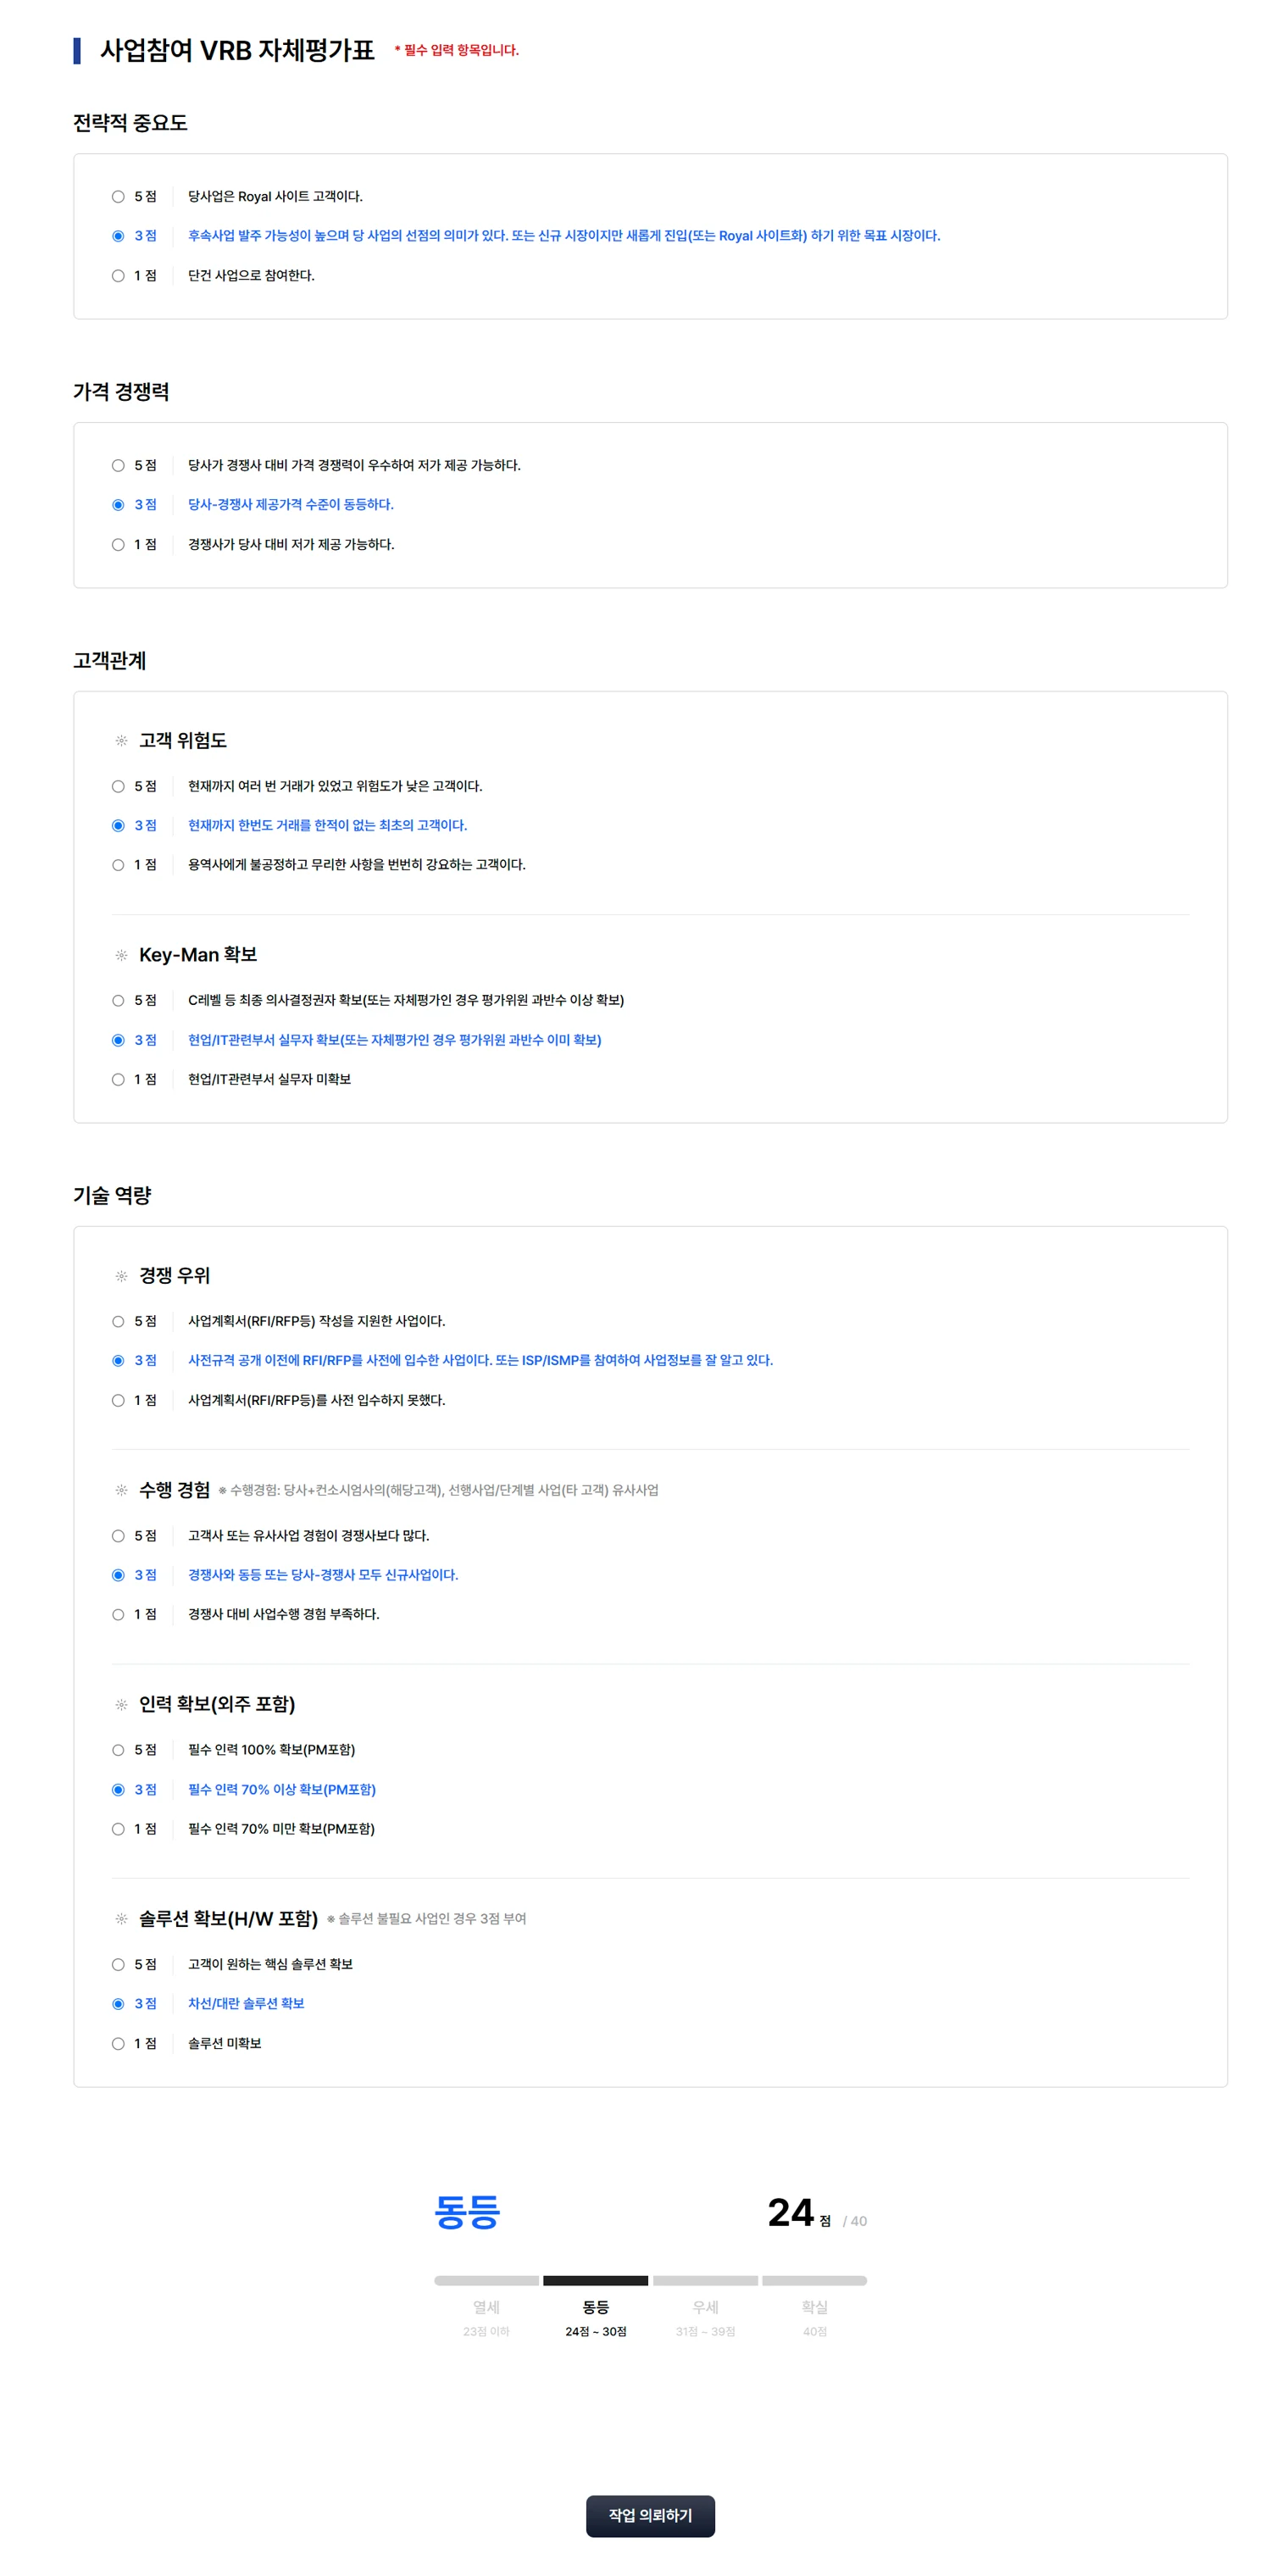 사업참여 VRB 자체평가표 * 필수 입력 항목입니다.
전략적 중요도
5 점 당사업은 Royal 사이트 고객이다.
3 점 후속사업 발주 가능성이 높으며 당 사업의 선점의 의미가 있다. 또는 신규 시장이지만 새롭게 진입(또는 Royal 사이트화) 하기 위한 목표 시장이다.
1 점 단건 사업으로 참여한다.
가격 경쟁력
5 점 당사가 경쟁사 대비 가격 경쟁력이 우수하여 저가 제공 가능하다.
3 점 당사-경쟁사 제공가격 수준이 동등하다.
1 점 경쟁사가 당사 대비 저가 제공 가능하다.
고객관계
고객 위험도
5 점 현재까지 여러 번 거래가 있었고 위험도가 낮은 고객이다.
3 점 현재까지 한번도 거래를 한적이 없는 최초의 고객이다.
1 점 용역사에게 불공정하고 무리한 사항을 번번히 강요하는 고객이다.
Key-Man 확보
5 점 C레벨 등 최종 의사결정권자 확보(또는 자체평가인 경우 평가위원 과반수 이상 확보)
3 점 현업/IT관련부서 실무자 확보(또는 자체평가인 경우 평가위원 과반수 이미 확보)
1 점 현업/IT관련부서 실무자 미확보
기술 역량
경쟁 우위
5 점 사업계획서(RFI/RFP등) 작성을 지원한 사업이다.
3 점 사전규격 공개 이전에 RFI/RFP를 사전에 입수한 사업이다. 또는 ISP/ISMP를 참여하여 사업정보를 잘 알고 있다.
1 점 사업계획서(RFI/RFP등)를 사전 입수하지 못했다.
수행 경험 ※ 수행경험: 당사+컨소시엄사의(해당고객), 선행사업/단계별 사업(타 고객) 유사사업
5 점 고객사 또는 유사사업 경험이 경쟁사보다 많다.
3 점 경쟁사와 동등 또는 당사-경쟁사 모두 신규사업이다.
1 점 경쟁사 대비 사업수행 경험 부족하다.
인력 확보(외주 포함)
5 점 필수 인력 100% 확보(PM포함)
3 점 필수 인력 70% 이상 확보(PM포함)
1 점 필수 인력 70% 미만 확보(PM포함)
솔루션 확보(H/W 포함) ※ 솔루션 불필요 사업인 경우 3점 부여
5 점 고객이 원하는 핵심 솔루션 확보
3 점 차선/대란 솔루션 확보
1 점 솔루션 미확보
동등 24 점 / 40
열세 동등 우세 확실
23점 이하 24점 ~ 30점 31점 ~ 39점 40점
작업 의뢰하기